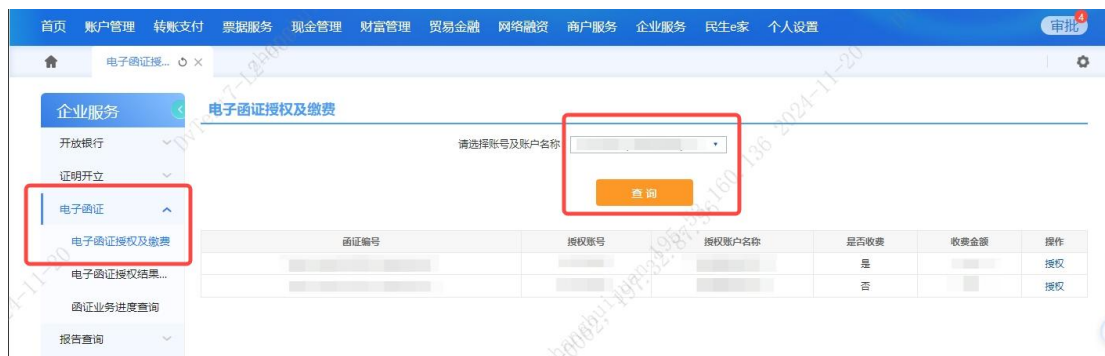 首页 账户管理 转账支付 票据服务 现金管理 财富管理 贸易金融 网络融资 商户服务 企业服务 民生e家 个人设置 审批 4
电子函证授...
企业服务
电子函证授权及缴费
开放银行
请选择账号及账户名称
证明开立
查询
电子函证
电子函证授权及缴费
函证编号 授权账号 授权账户名称 是否收费 收费金额 操作
是 授权
电子函证授权结果...
否 授权
函证业务进度查询
报告查询
2024-11-20